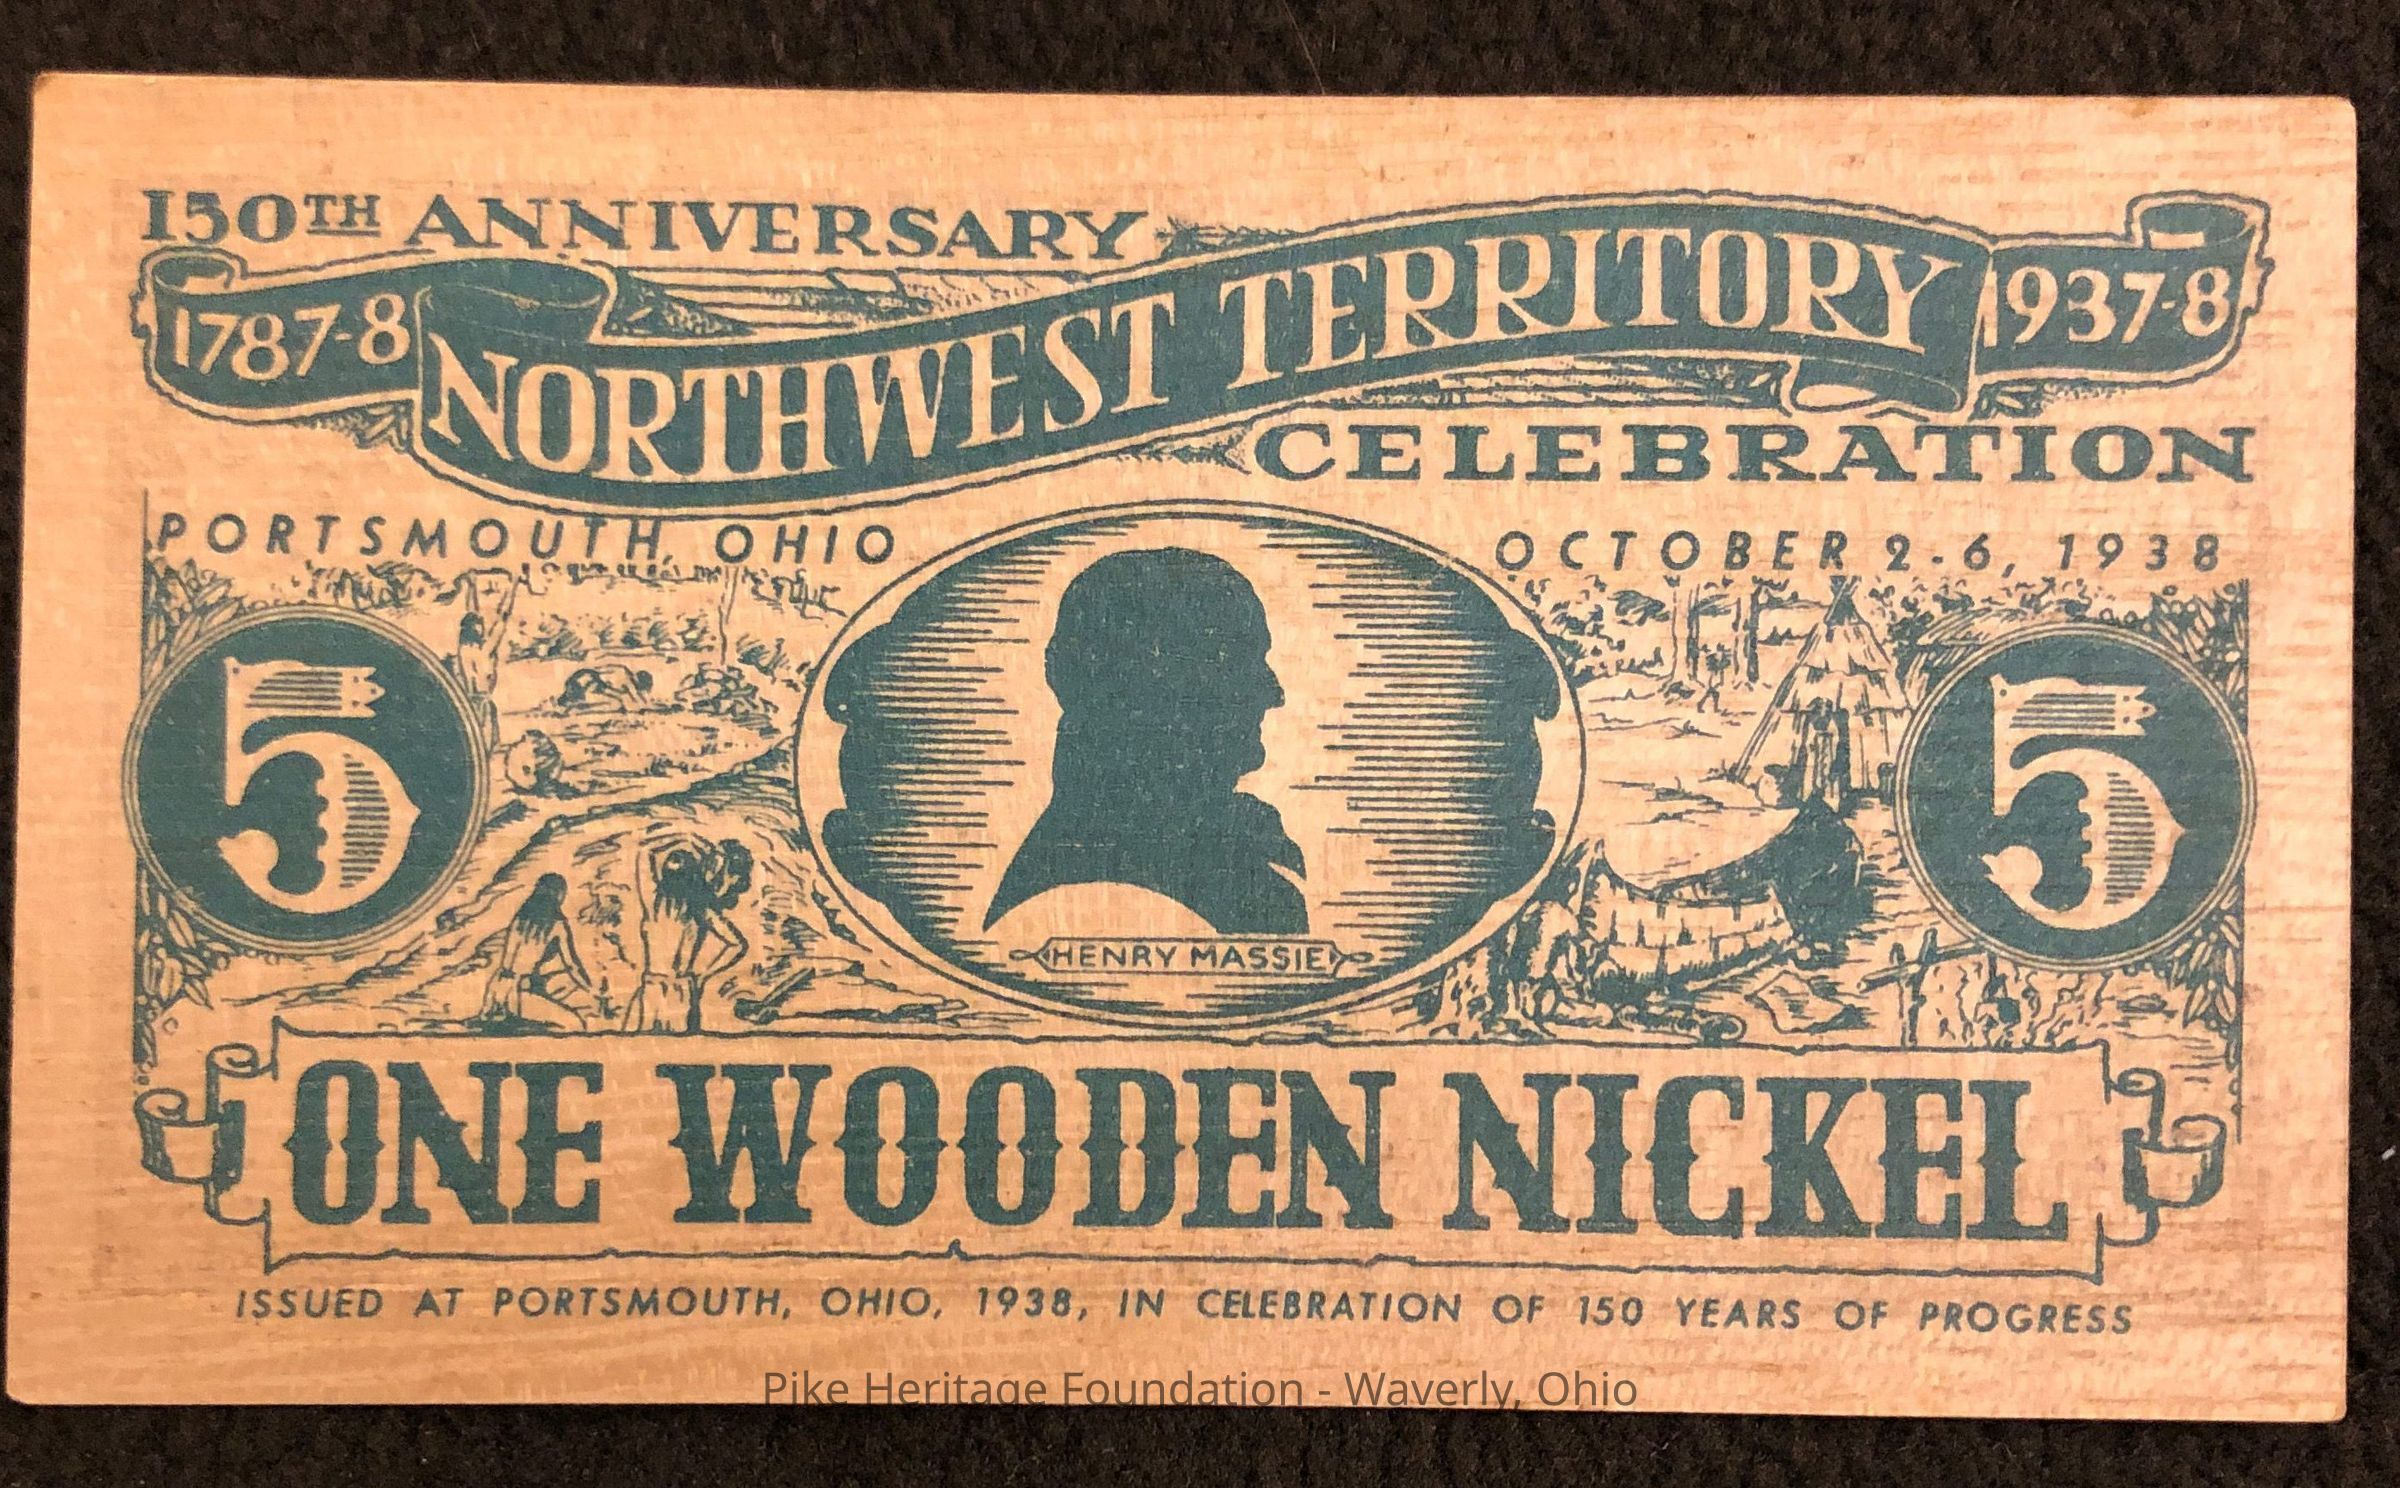 150TH ANNIVERSARY
1787-8 NORTHWEST TERRITORY 1937-8
CELEBRATION
PORTSMOUTH, OHIO
OCTOBER 2-6, 1938
5
5
HENRY MASSIE
ONE WOODEN NICKEL
ISSUED AT PORTSMOUTH, OHIO, 1938, IN CELEBRATION OF 150 YEARS OF PROGRESS
Pike Heritage Foundation - Waverly, Ohio